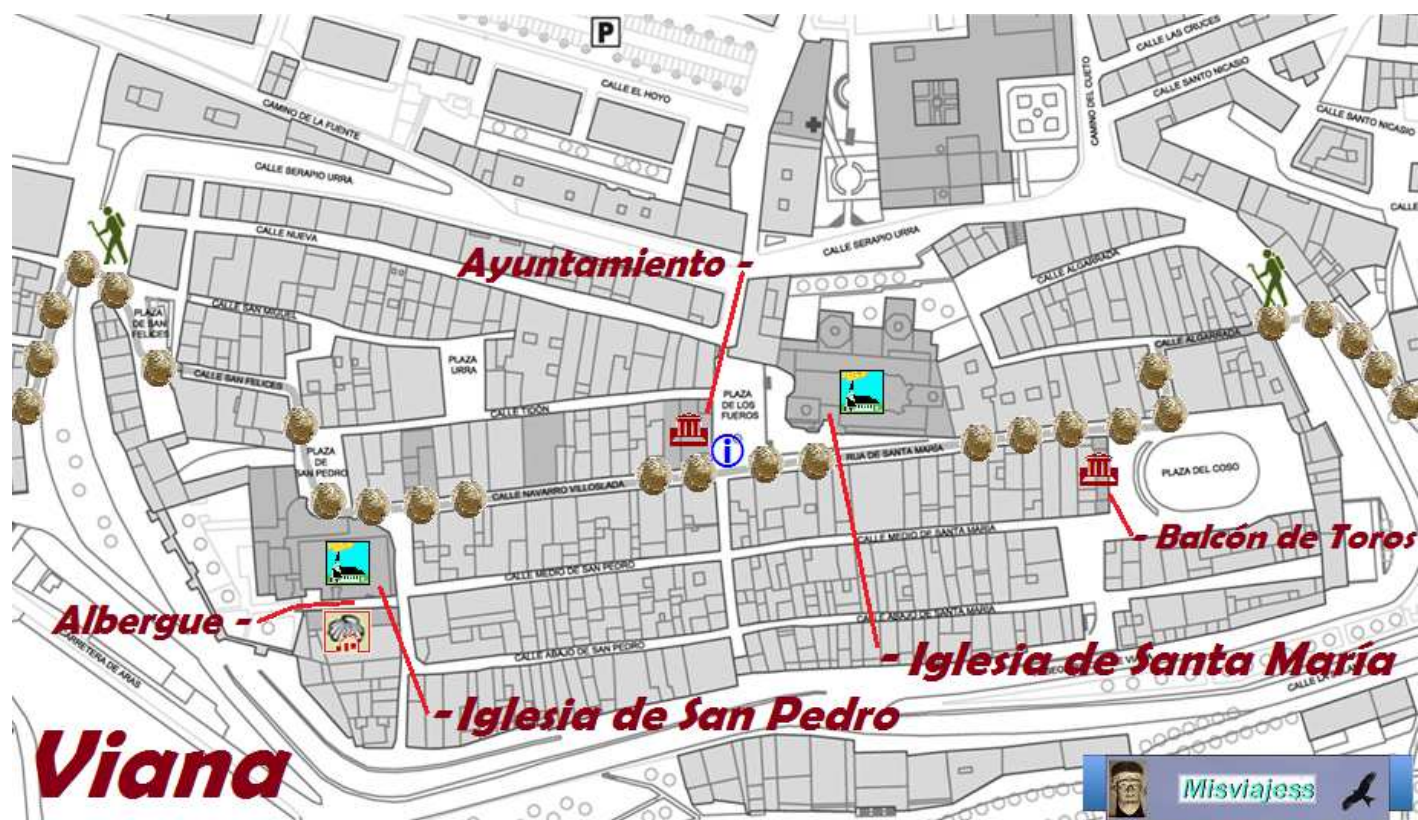 P
CALLE EL HOYO
CAMINO DE LA FUENTE
CALLE SERAPIO URRA
CALLE NUEVA
CALLE LAS CRUCES
CALLE SANTO NICASIO
CALLE SANTO NICASIO
CAMINO DEL CUETO
CALLE
CALLE SERAPIO URRA
CALLE ALGARRADA
Ayuntamiento -
PLAZA
DE SAN
FELICES
CALLE SAN MIGUEL
PLAZA
URRA
CALLE ALGARRADA
CALLE SAN FELICES
CALLE TIDÓN
PLAZA
DE LOS
FUEROS
i
PLAZA
DE
SAN PEDRO
RUA DE SANTA MARÍA
PLAZA DEL COSO
CALLE NAVARRO VILLOSLADA
CALLE MEDIO DE SANTA MARIA
- Balcón de Toros
CALLE MEDIO DE SAN PEDRO
CALLE ABAJO DE SANTA MARIA
Albergue -
CARRETERA DE ARAS
CALLE ABAJO DE SAN PEDRO
- Iglesia de Santa María
CALLE LA
- Iglesia de San Pedro
Viana
Misviajess